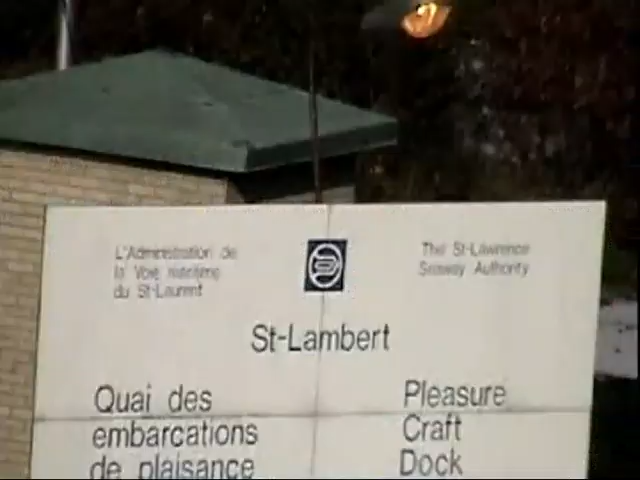 L'Administration de
la Voie maritime
du St-Laurent
The St-Lawrence
Seaway Authority
St-Lambert
Quai des
embarcations
de plaisance
Pleasure
Craft
Dock